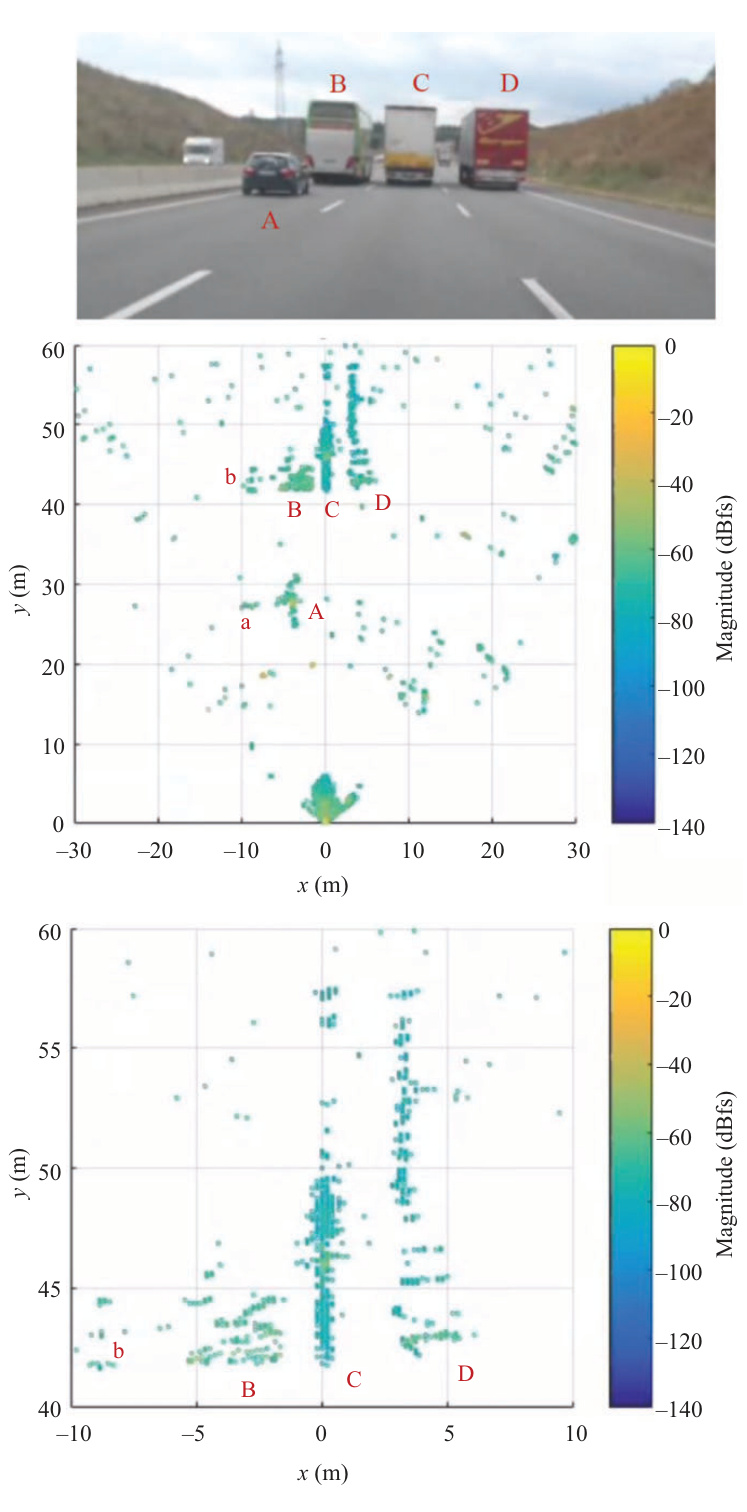 B C D
A
60
50
40
30
20
10
0
y (m)
b
B C D
a
A
–30 –20 –10 0 10 20 30
x (m)
0
–20
–40
–60
–80
–100
–120
–140
Magnitude (dBfs)
60
55
50
45
40
y (m)
b
B
C
D
–10 –5 0 5 10
x (m)
0
–20
–40
–60
–80
–100
–120
–140
Magnitude (dBfs)